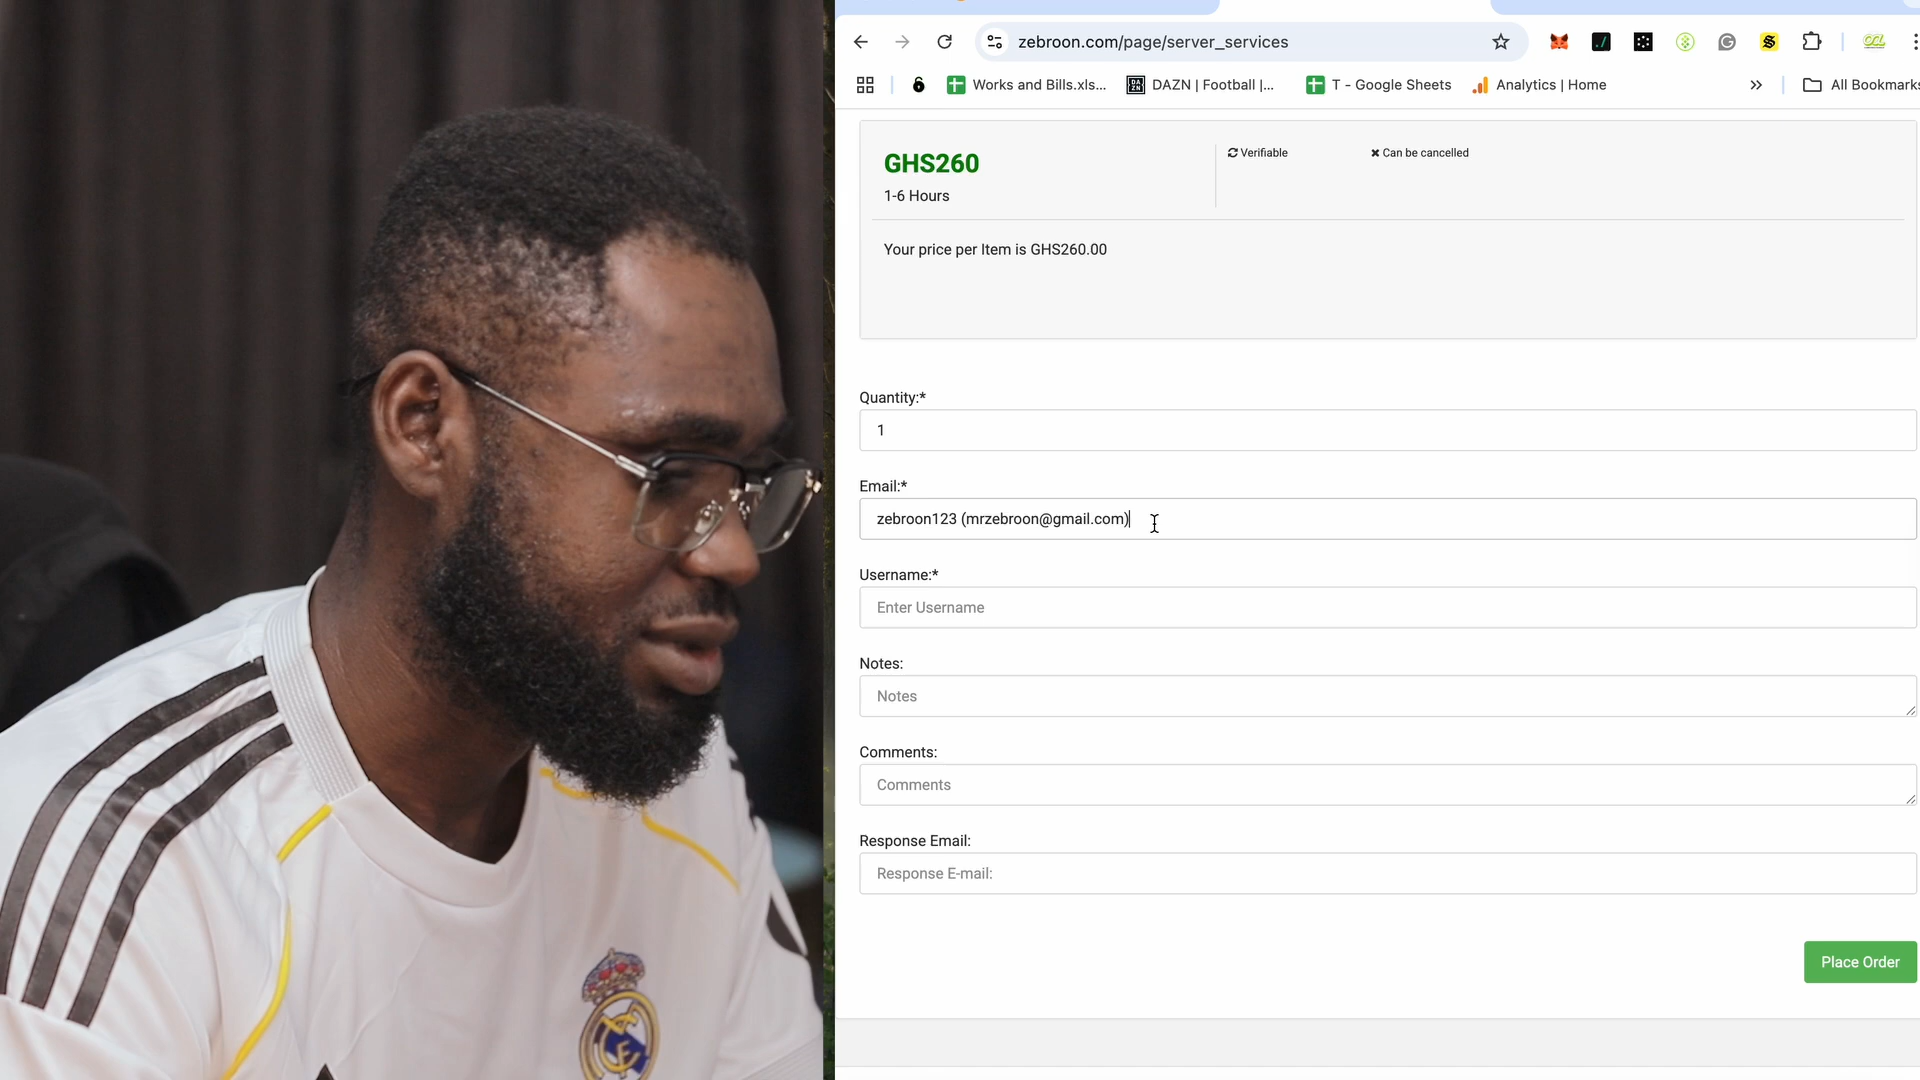 zebroon.com/page/server_services
Works and Bills.xls...
DAZN | Football |...
T - Google Sheets
Analytics | Home
All Bookmarks
GHS260
1-6 Hours
Verifiable
Can be cancelled
Your price per Item is GHS260.00
Quantity:*
1
Email:*
zebroon123 (mrzebroon@gmail.com)
Username:*
Enter Username
Notes:
Notes
Comments:
Comments
Response Email:
Response E-mail:
Place Order